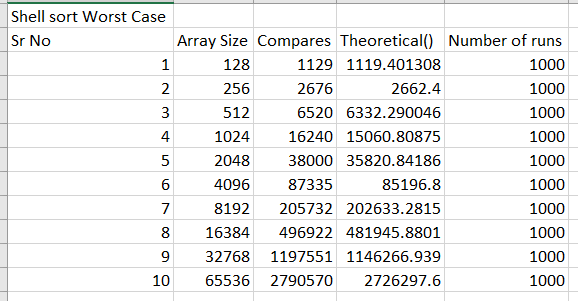 Shell sort Worst Case
Sr No Array Size Compares Theoretical() Number of runs
1 128 1129 1119.401308 1000
2 256 2676 2662.4 1000
3 512 6520 6332.290046 1000
4 1024 16240 15060.80875 1000
5 2048 38000 35820.84186 1000
6 4096 87335 85196.8 1000
7 8192 205732 202633.2815 1000
8 16384 496922 481945.8801 1000
9 32768 1197551 1146266.939 1000
10 65536 2790570 2726297.6 1000